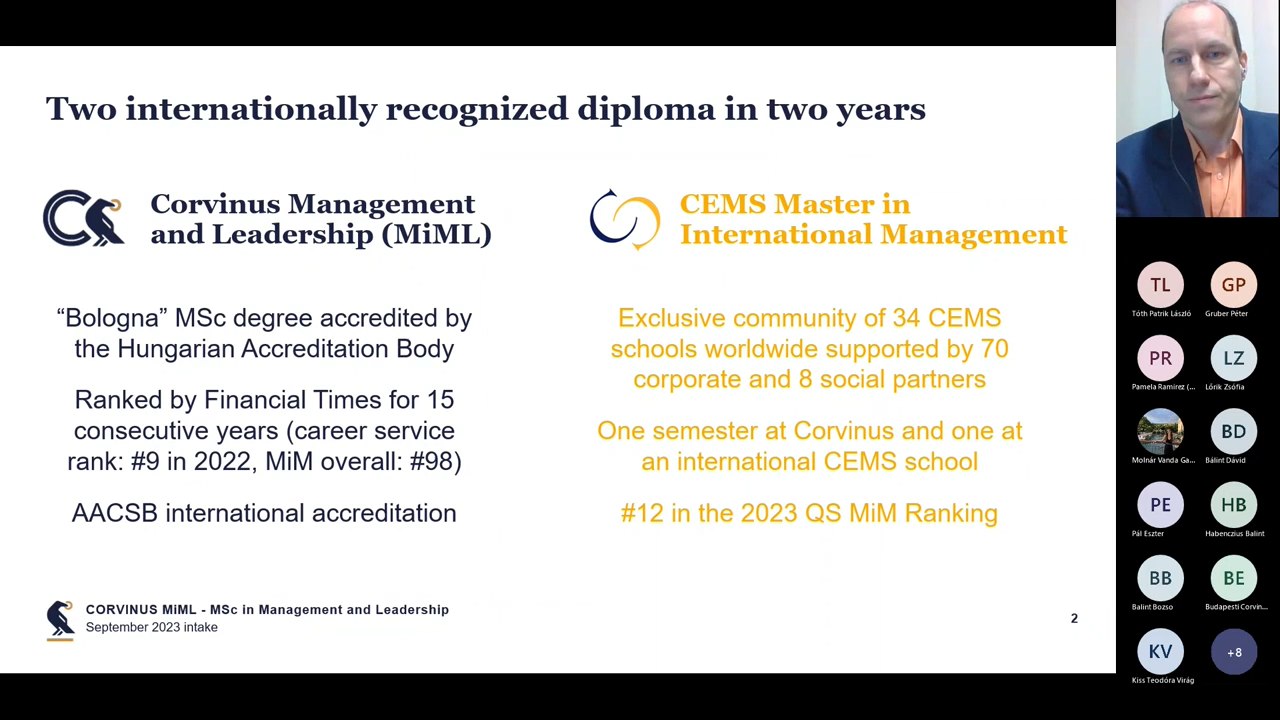 Two internationally recognized diploma in two years
Corvinus Management
and Leadership (MiML)
“Bologna” MSc degree accredited by
the Hungarian Accreditation Body
Ranked by Financial Times for 15
consecutive years (career service
rank: #9 in 2022, MiM overall: #98)
AACSB international accreditation
CEMS Master in
International Management
Exclusive community of 34 CEMS
schools worldwide supported by 70
corporate and 8 social partners
One semester at Corvinus and one at
an international CEMS school
#12 in the 2023 QS MiM Ranking
CORVINUS MiML - MSc in Management and Leadership
September 2023 intake
2
TL
GP
Tóth Patrik László
Gruber Péter
PR
LZ
Pamela Ramirez (...
Lőrik Zsófia
BD
Molnár Vanda Ga...
Bálint Dávid
PE
HB
Pál Eszter
Habenczius Balint
BB
BE
Balint Bozso
Budapesti Corvin...
KV
+8
Kiss Teodóra Virág